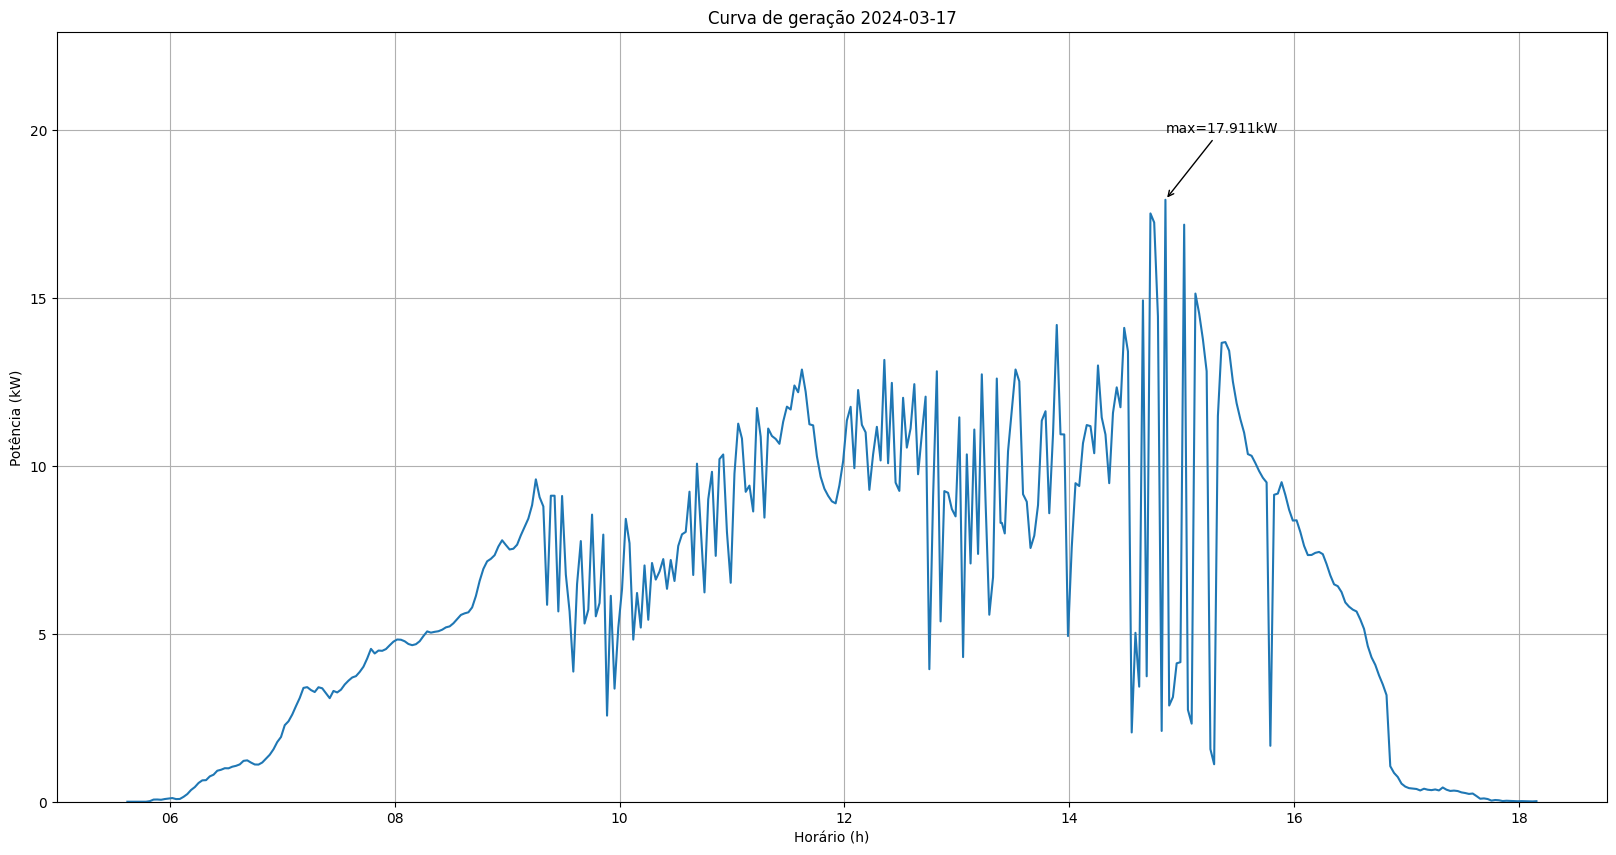 Curva de geração 2024-03-17
max=17.911kW
Potência (kW)
20
15
10
5
0
06 08 10 12 14 16 18
Horário (h)